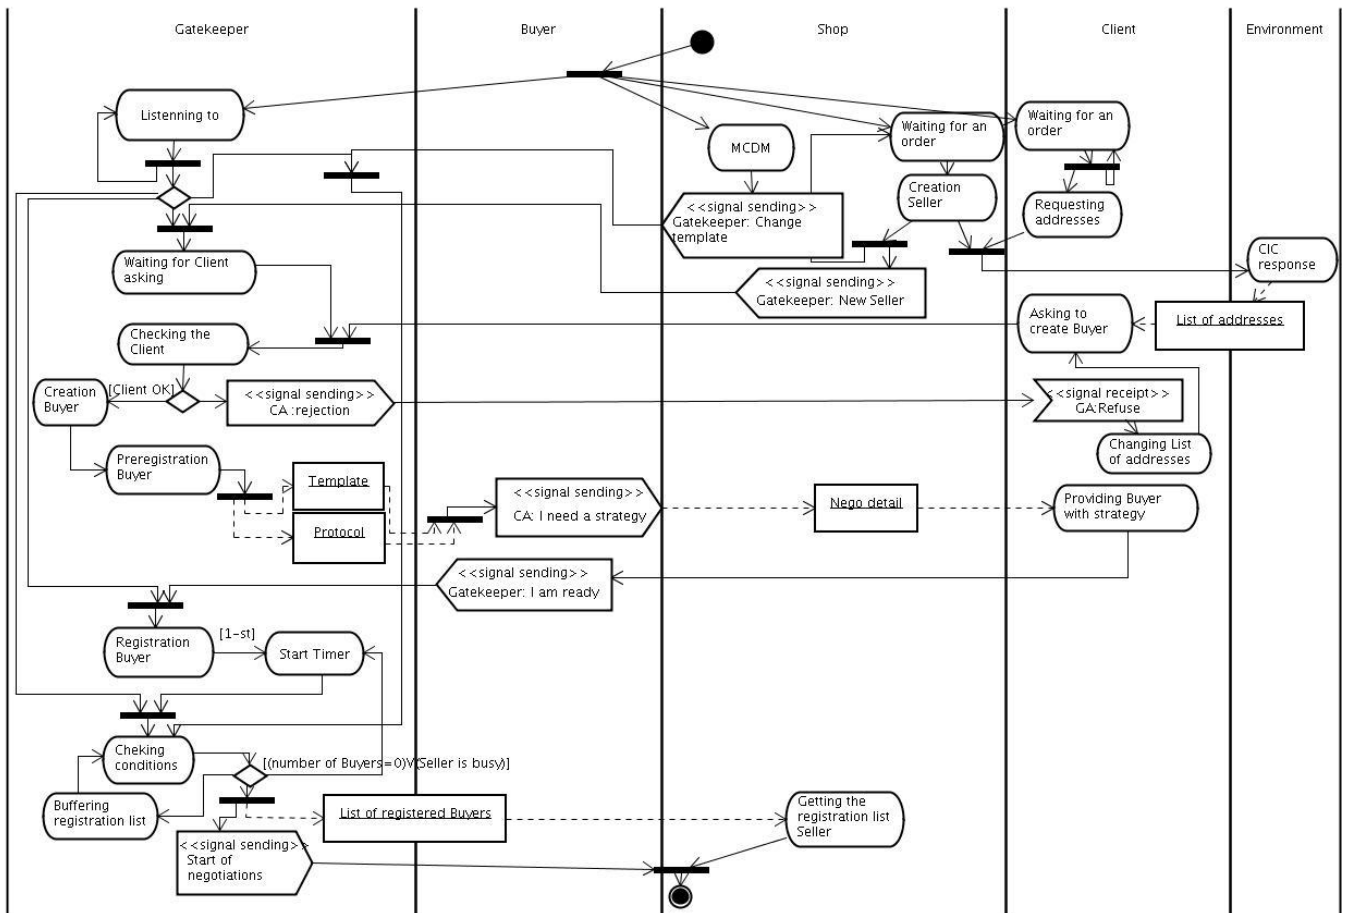 Gatekeeper
Buyer
Shop
Client
Environment
Listenning to
MCDM
Waiting for an
order
Waiting for an
order
Creation
Seller
Requesting
addresses
<<signal sending>>
Gatekeeper: Change
template
Waiting for Client
asking
CIC
response
<<signal sending>>
Gatekeeper: New Seller
Asking to
create Buyer
List of addresses
Checking the
Client
Creation
Buyer
[Client OK]
<<signal sending>>
CA :rejection
<<signal receipt>>
GA:Refuse
Changing List
of addresses
Preregistration
Buyer
Template
Protocol
<<signal sending>>
CA: I need a strategy
Nego detail
Providing Buyer
with strategy
<<signal sending>>
Gatekeeper: I am ready
Registration
Buyer
[1-st]
Start Timer
Cheking
conditions
[(number of Buyers=0)V(Seller is busy)]
Buffering
registration list
List of registered Buyers
Getting the
registration list
Seller
<<signal sending>>
Start of
negotiations